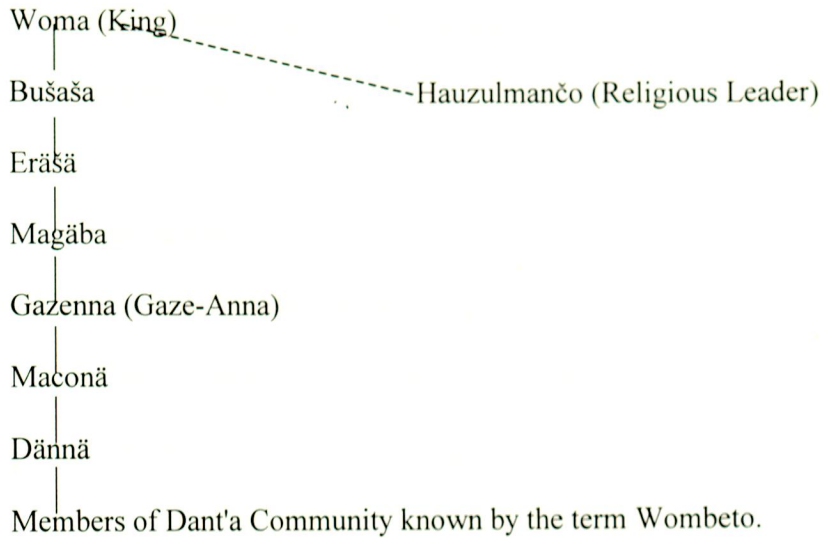 Woma (King)
Bušaša
Hauzulmančo (Religious Leader)
Eräšä
Magäba
Gazenna (Gaze-Anna)
Maconä
Dännä
Members of Dant'a Community known by the term Wombeto.